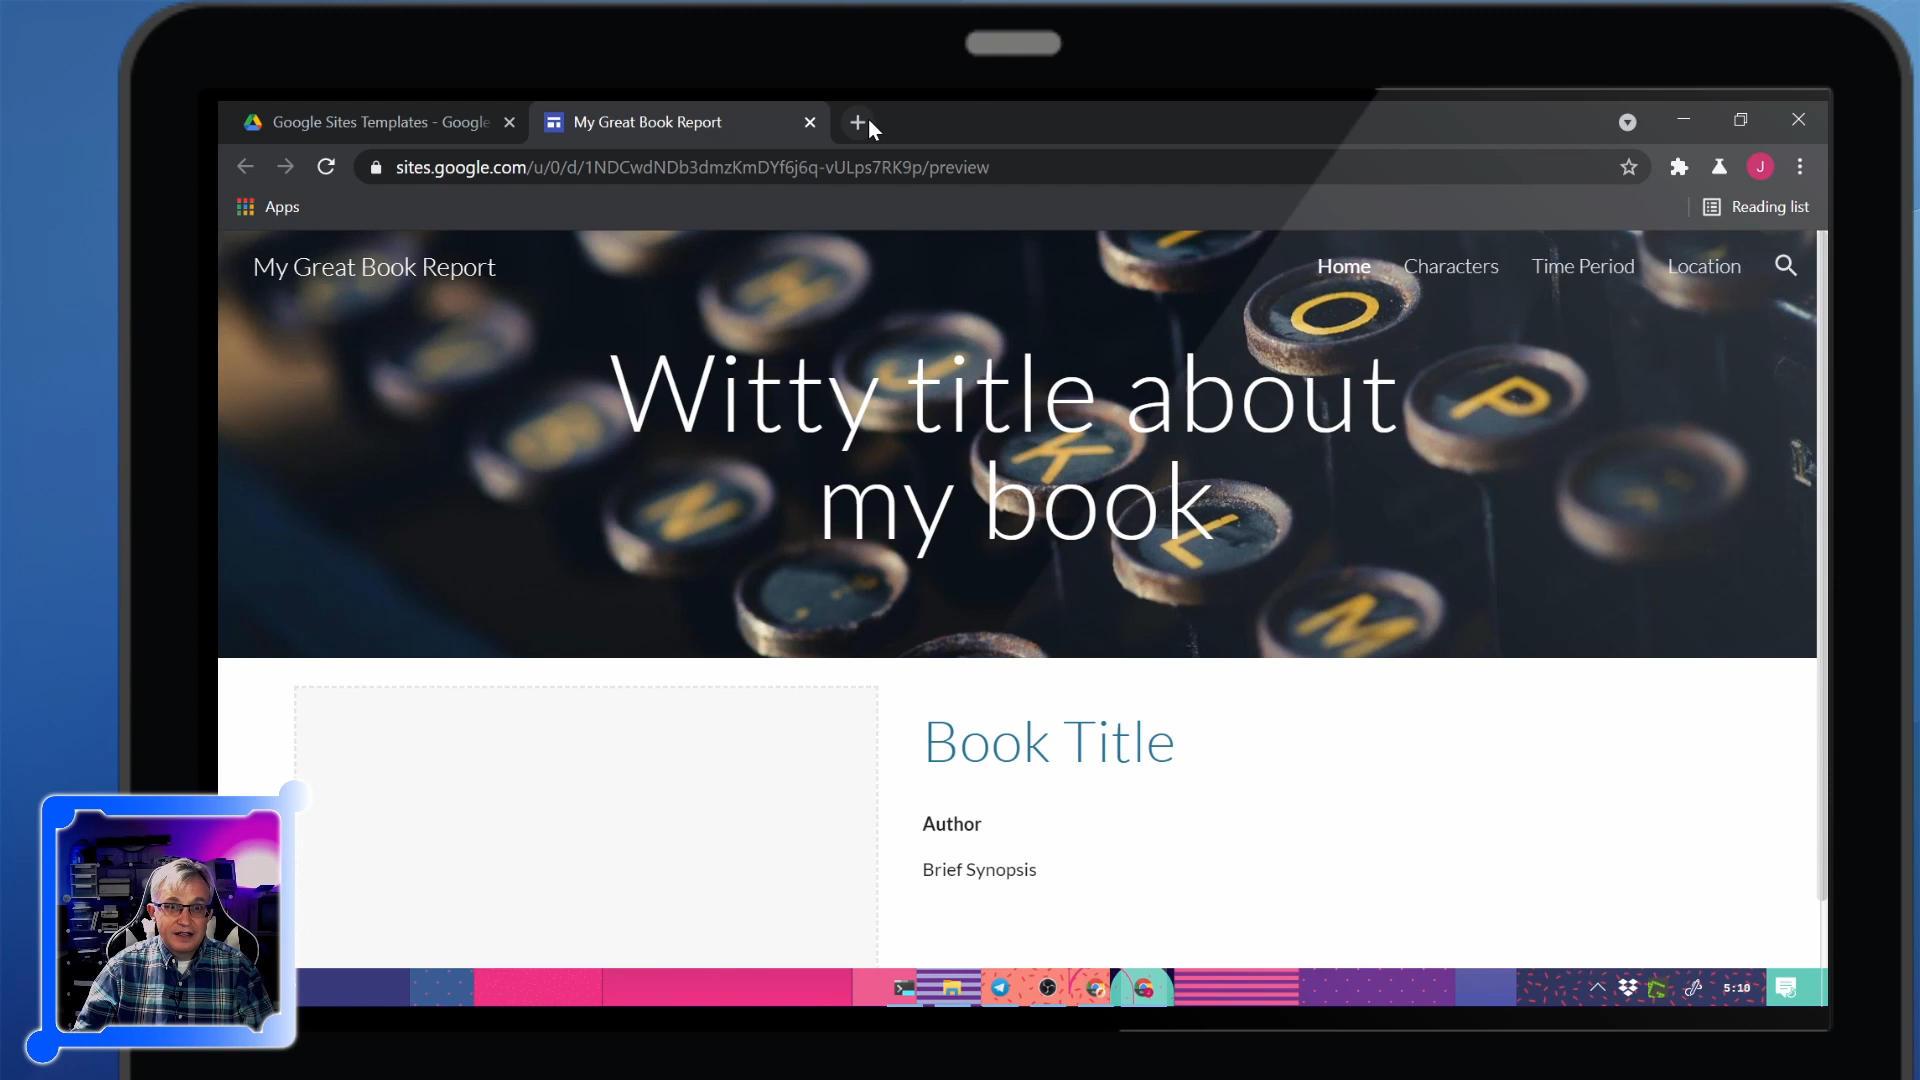 Google Sites Templates - Google
My Great Book Report
sites.google.com/u/0/d/1NDCwdNDb3dmzKmDYf6j6q-vULps7RK9p/preview
J
Apps
Reading list
My Great Book Report
Home
Characters
Time Period
Location
Witty title about
my book
H
J
O
P
K
N
L
M
Book Title
Author
Brief Synopsis
5:10